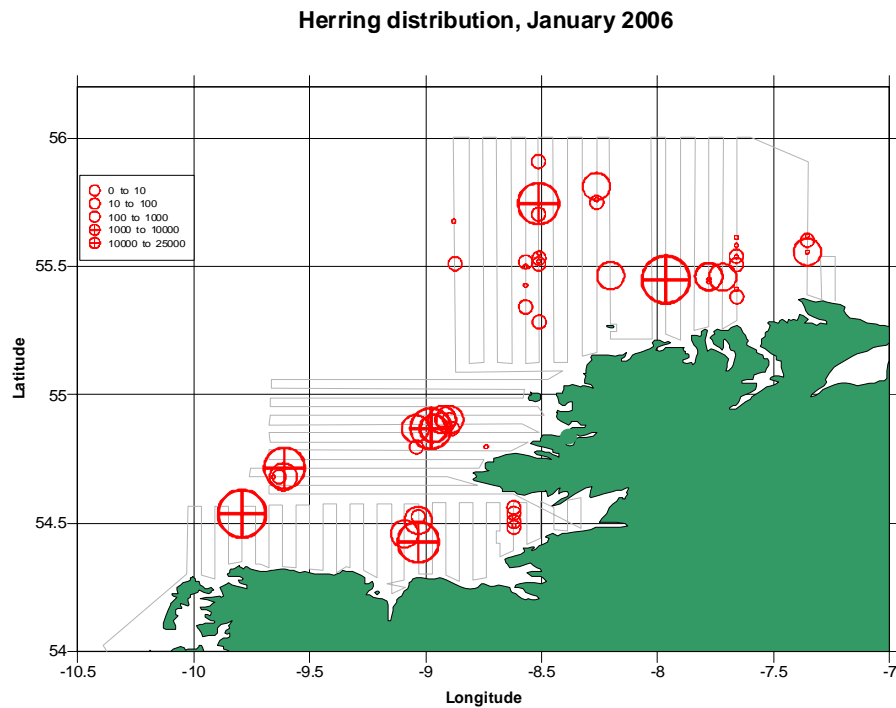 Herring distribution, January 2006
56
0 to 10
10 to 100
100 to 1000
1000 to 10000
10000 to 25000
55.5
Latitude
55
54.5
54
-10.5 -10 -9.5 -9 -8.5 -8 -7.5 -7
Longitude